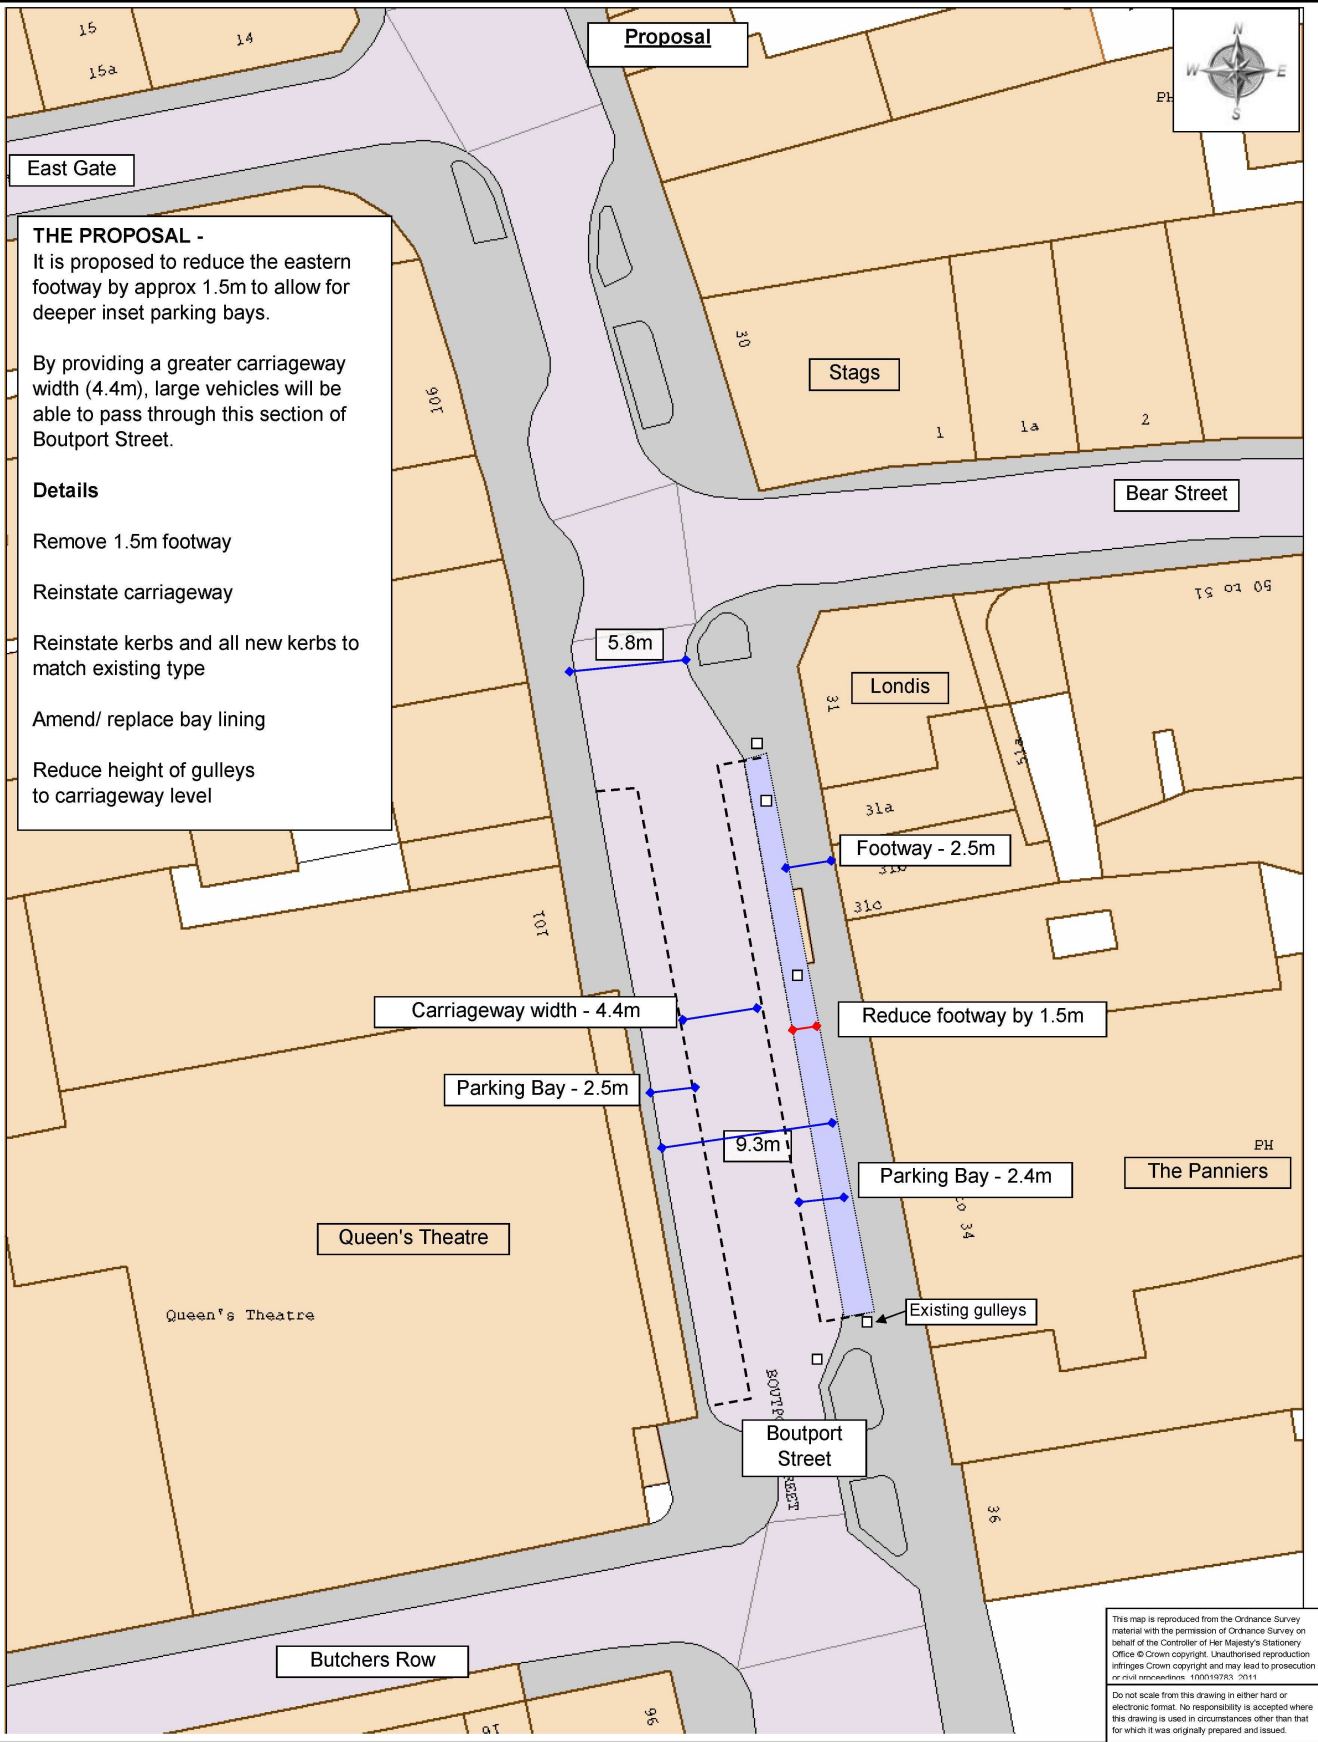 Proposal
N
W
E
S
15
14
15a
PH
East Gate
THE PROPOSAL -
It is proposed to reduce the eastern
footway by approx 1.5m to allow for
deeper inset parking bays.
By providing a greater carriageway
width (4.4m), large vehicles will be
able to pass through this section of
Boutport Street.
Details
Remove 1.5m footway
Reinstate carriageway
Reinstate kerbs and all new kerbs to
match existing type
Amend/ replace bay lining
Reduce height of gulleys
to carriageway level
30
Stags
106
1
1a
2
Bear Street
50 to 51
5.8m
Londis
31
51a
31a
Footway - 2.5m
31b
31c
101
Carriageway width - 4.4m
Reduce footway by 1.5m
Parking Bay - 2.5m
9.3m
PH
The Panniers
Parking Bay - 2.4m
to 34
Queen's Theatre
Queen's Theatre
Existing gulleys
Boutport
Street
36
Butchers Row
96
16
This map is reproduced from the Ordnance Survey
material with the permission of Ordnance Survey on
behalf of the Controller of Her Majesty's Stationery
Office © Crown copyright. Unauthorised reproduction
infringes Crown copyright and may lead to prosecution
or civil proceedings. 100019783. 2011
Do not scale from this drawing in either hard or
electronic format. No responsibility is accepted where
this drawing is used in circumstances other than that
for which it was originally prepared and issued.